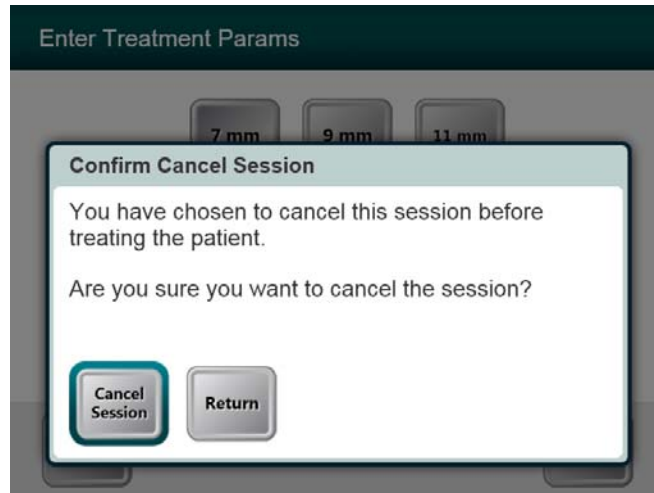 Enter Treatment Params
7 mm
9 mm
11 mm
Confirm Cancel Session
You have chosen to cancel this session before
treating the patient.
Are you sure you want to cancel the session?
Cancel
Session
Return